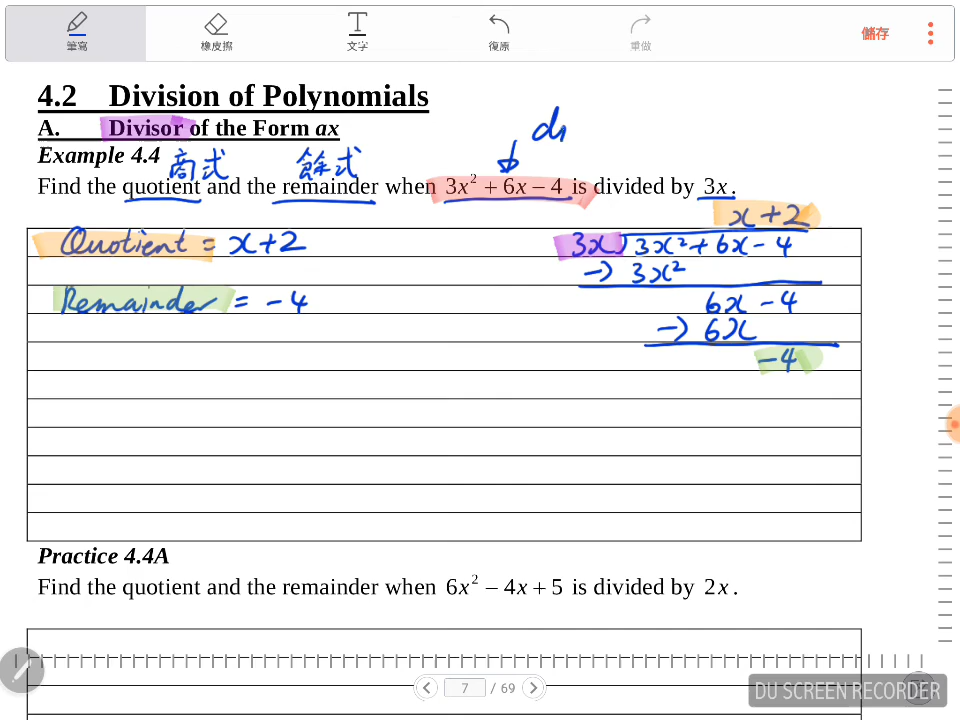 筆寫 橡皮擦 文字 復原 重做 儲存
4.2 Division of Polynomials
A. Divisor of the Form ax
Example 4.4
di
商式 餘式 ↓
Find the quotient and the remainder when 3x² + 6x − 4 is divided by 3x.
x+2
Quotient = x+2 3x)3x²+6x−4
−) 3x²
Remainder = −4 6x −4
−) 6x
−4
Practice 4.4A
Find the quotient and the remainder when 6x² − 4x + 5 is divided by 2x.
7 / 69
DU SCREEN RECORDER